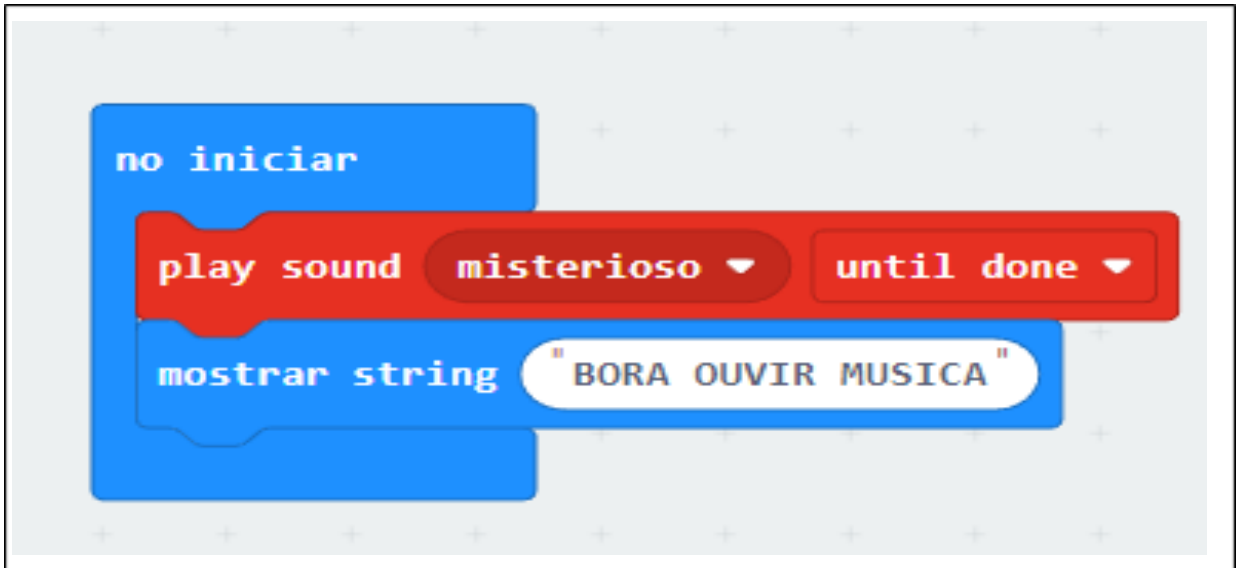 no iniciar
play sound misterioso until done
mostrar string "BORA OUVIR MUSICA"